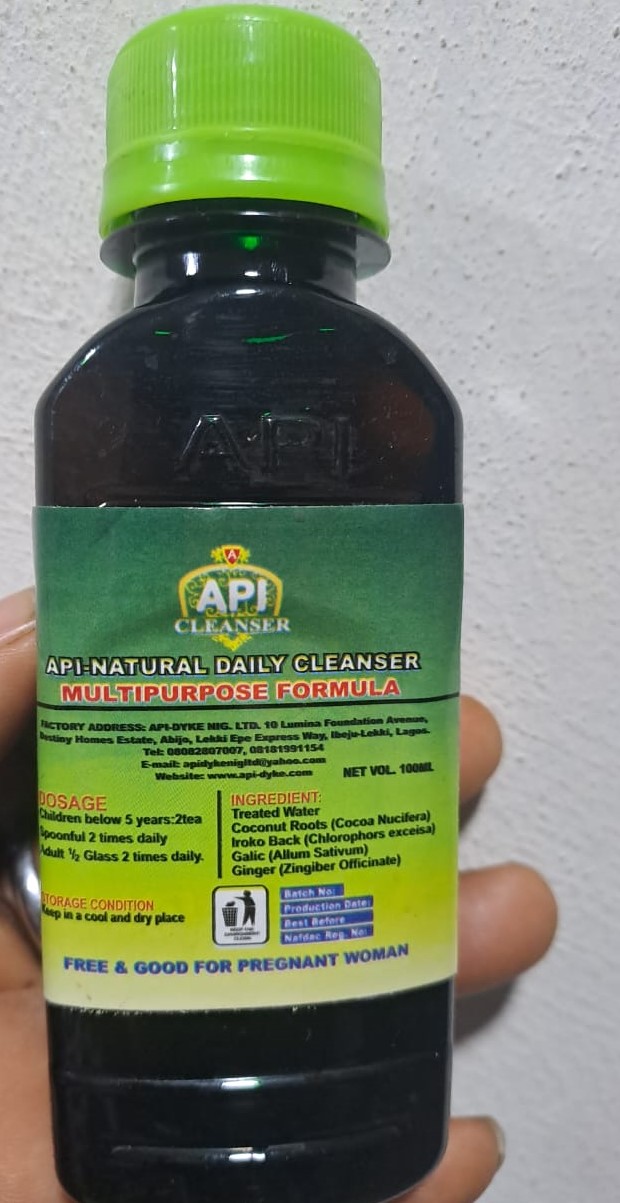 API
A
API
CLEANSER
API-NATURAL DAILY CLEANSER
MULTIPURPOSE FORMULA
FACTORY ADDRESS: API-DYKE NIG. LTD. 10 Lumina Foundation Avenue,
Destiny Homes Estate, Abijo, Lekki Epe Express Way, Ibeju-Lekki, Lagos.
Tel: 08082807007, 08181991154
E-mail: apidykenigltd@yahoo.com
Website: www.api-dyke.com
NET VOL. 100ML
DOSAGE
Children below 5 years:2tea
Spoonful 2 times daily
Adult ½ Glass 2 times daily.
INGREDIENT:
Treated Water
Coconut Roots (Cocoa Nucifera)
Iroko Back (Chlorophors exceisa)
Galic (Allum Sativum)
Ginger (Zingiber Officinate)
STORAGE CONDITION
Keep in a cool and dry place
Batch No:
Production Date:
Best Before
Nafdac Reg. No:
FREE & GOOD FOR PREGNANT WOMAN